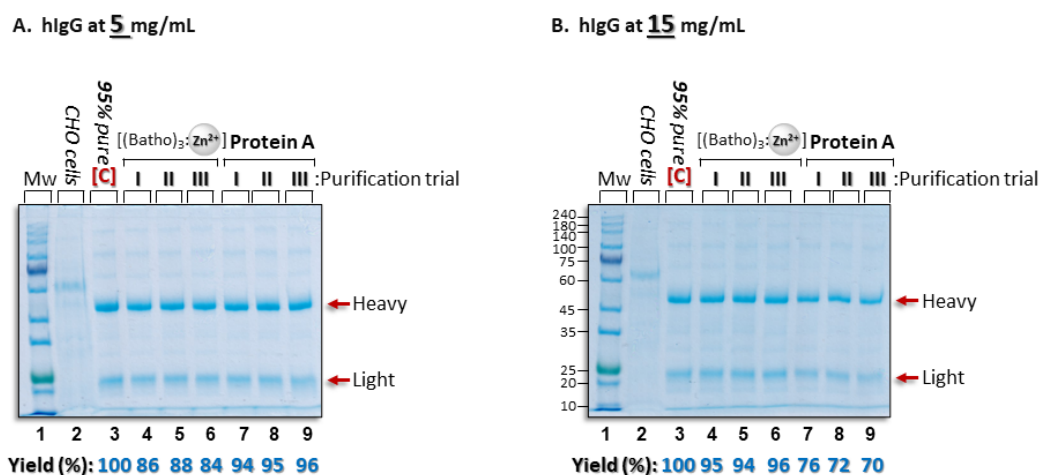 A. hIgG at 5 mg/mL
B. hIgG at 15 mg/mL
CHO cells
95% pure
[(Batho)₃: Zn²⁺] Protein A
Mw [C] I II III I II III :Purification trial
Heavy
Light
1 2 3 4 5 6 7 8 9
Yield (%): 100 86 88 84 94 95 96
CHO cells
95% pure
[(Batho)₃: Zn²⁺] Protein A
Mw [C] I II III I II III :Purification trial
240
180
140
100
75
60
45
35
25
20
10
Heavy
Light
1 2 3 4 5 6 7 8 9
Yield (%): 100 95 94 96 76 72 70